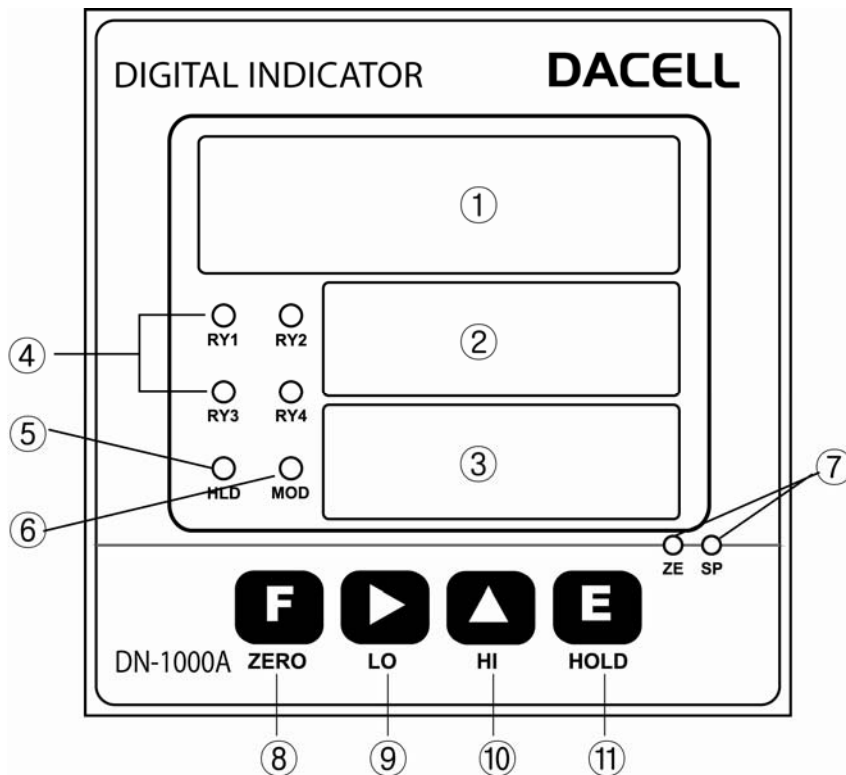 DIGITAL INDICATOR DACELL
①
RY1 RY2
②
④
RY3 RY4
⑤
③
⑦
HLD MOD
⑥
ZE SP
F E
DN-1000A ZERO LO HI HOLD
⑧ ⑨ ⑩ ⑪